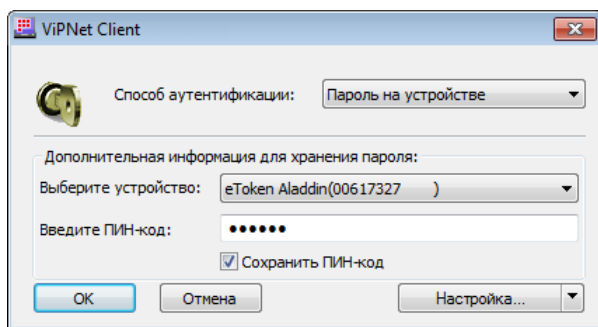 ViPNet Client
Способ аутентификации: Пароль на устройстве
Дополнительная информация для хранения пароля:
Выберите устройство: eToken Aladdin(00617327 )
Введите ПИН-код: ••••••
Сохранить ПИН-код
OK Отмена Настройка...